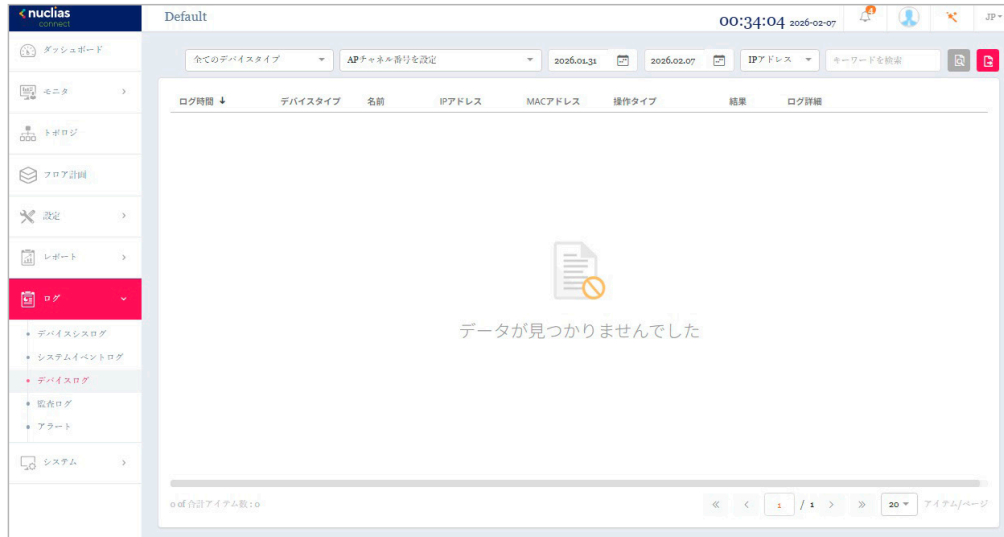 nuclias
connect
Default
00:34:04 2026-02-07
4
JP
ダッシュボード
全てのデバイスタイプ
APチャネル番号を設定
2026.01.31
2026.02.07
IPアドレス
キーワードを検索
モニタ
ログ時間 ↓ デバイスタイプ 名前 IPアドレス MACアドレス 操作タイプ 結果 ログ詳細
トポロジ
フロア計画
設定
レポート
ログ
デバイスシスログ
システムイベントログ
デバイスログ
監査ログ
アラート
システム
データが見つかりませんでした
0 of 合計アイテム数 : 0
« < 1 / 1 > » 20 アイテム/ページ